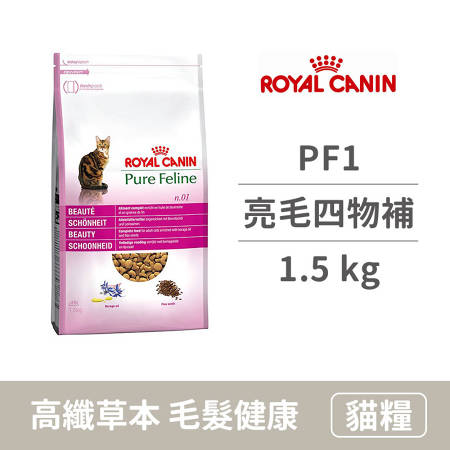 ROYAL CANIN
Pure Feline
n.01
BEAUTÉ
SCHÖNHEIT
BEAUTY
SCHOONHEID
ROYAL CANIN
PF1
亮毛四物補
1.5 kg
高纖草本 毛髮健康
貓糧